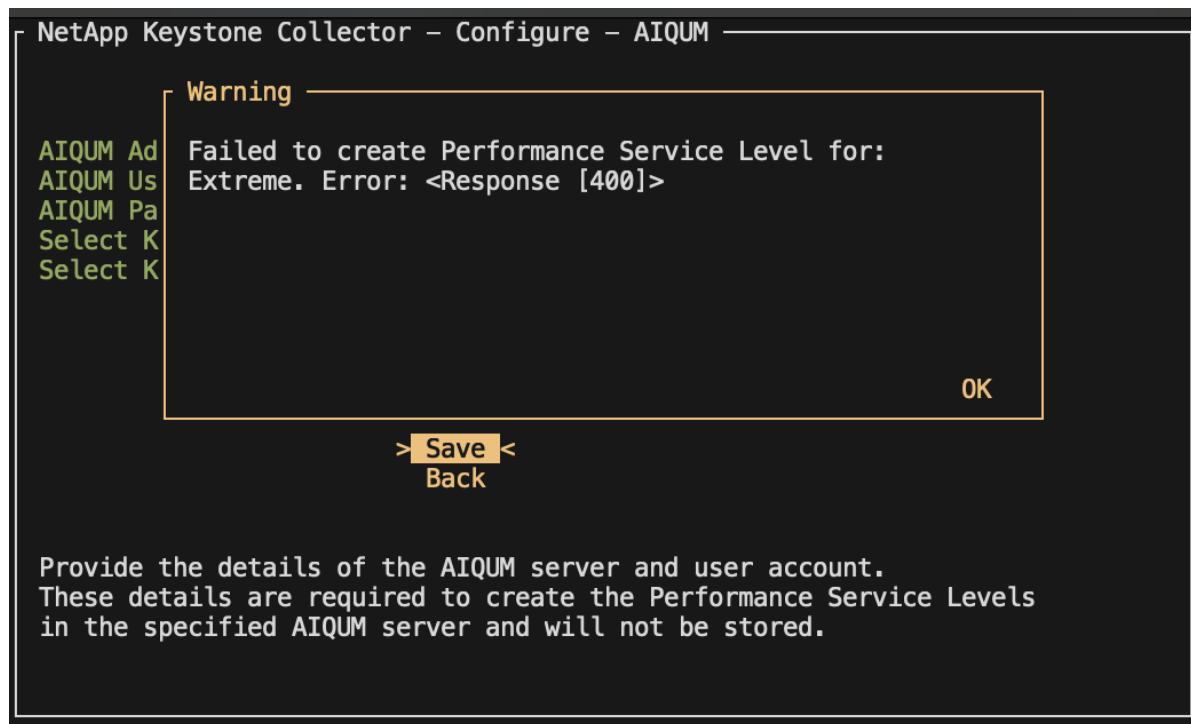 NetApp Keystone Collector – Configure – AIQUM
Warning
AIQUM Ad
Failed to create Performance Service Level for:
AIQUM Us
Extreme. Error: <Response [400]>
AIQUM Pa
Select K
Select K
OK
> Save <
Back
Provide the details of the AIQUM server and user account.
These details are required to create the Performance Service Levels
in the specified AIQUM server and will not be stored.